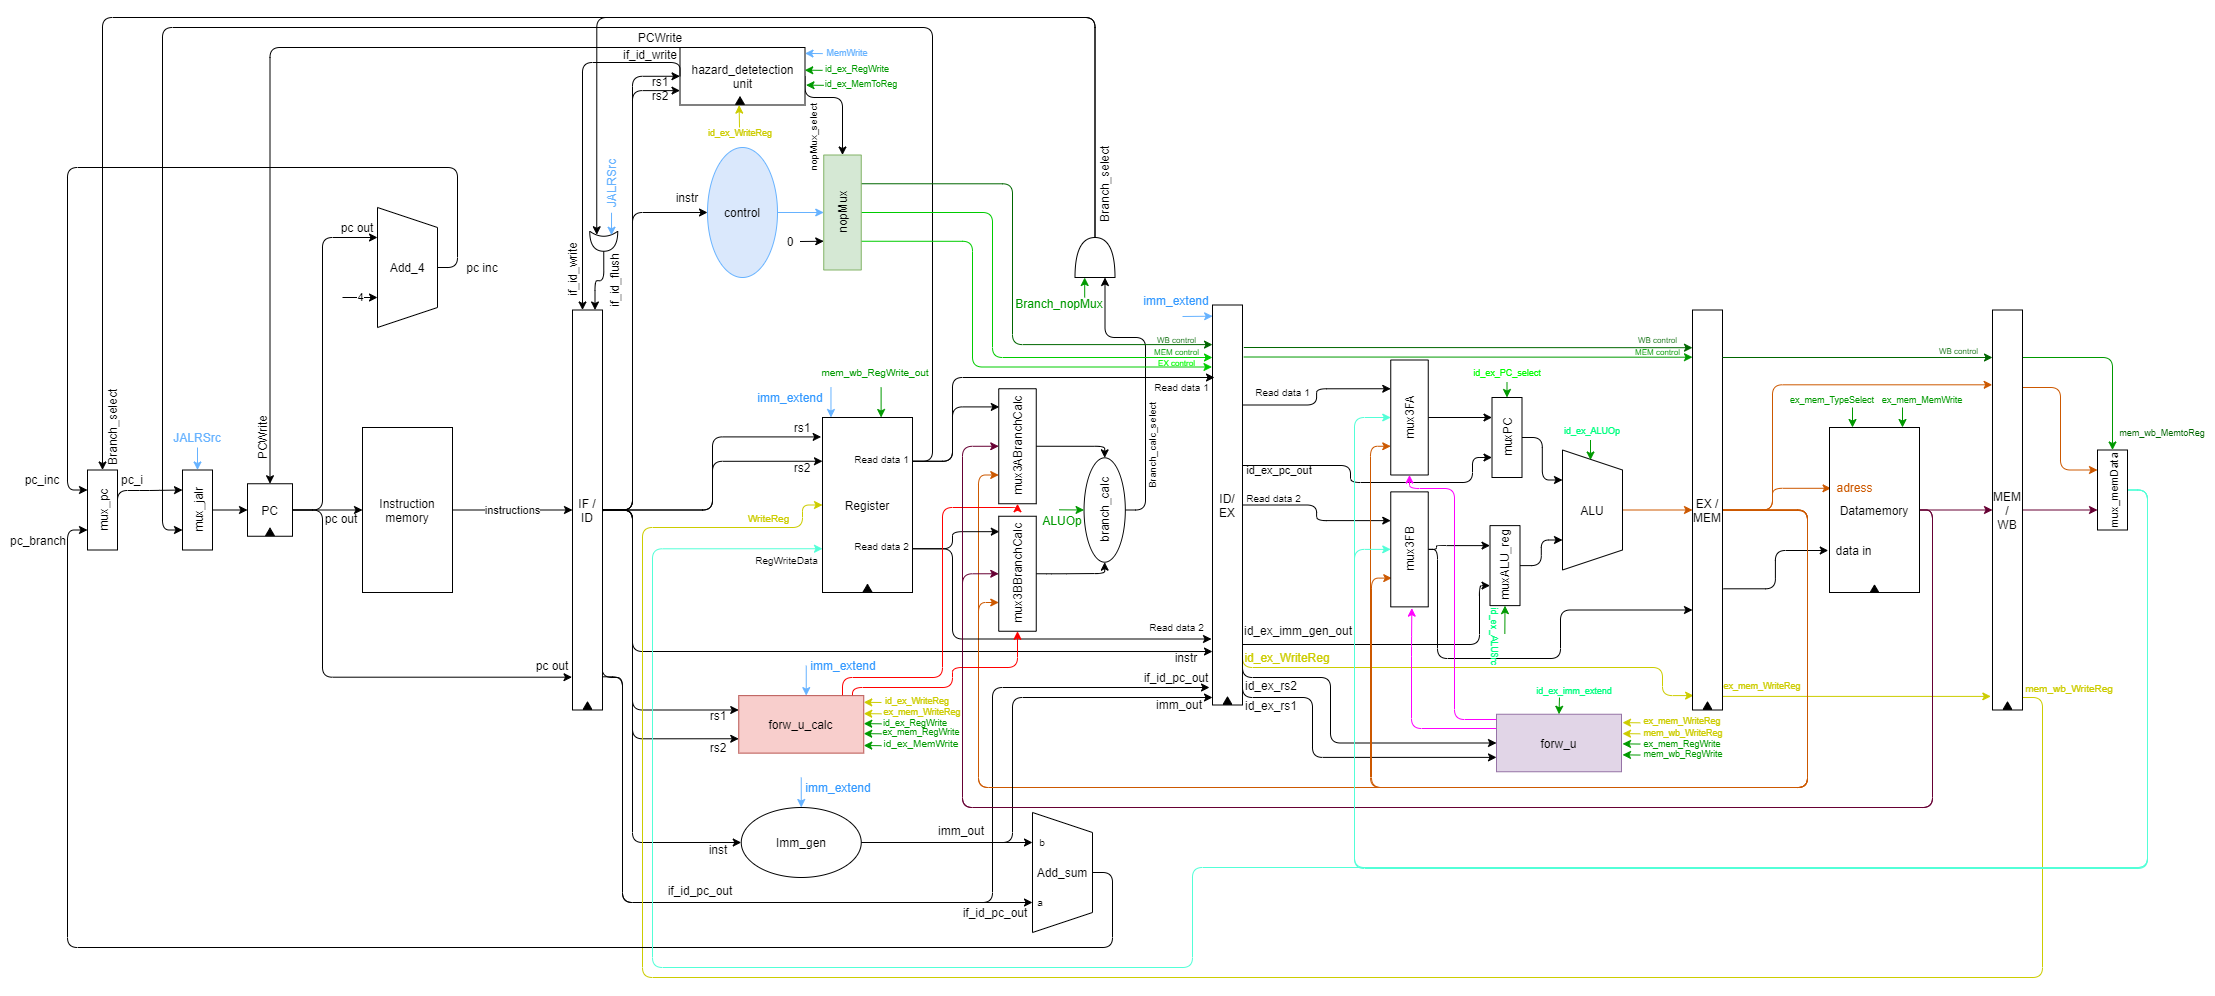 PCWrite
if_id_write
rs1
rs2
hazard_detetection
unit
MemWrite
id_ex_RegWrite
id_ex_MemToReg
id_ex_WriteReg
nopMux_select
JALRSrc
instr
control
nopMux
0
Branch_select
pc out
Add_4
4
pc inc
if_id_write
if_id_flush
Branch_nopMux
imm_extend
WB control
MEM control
EX control
Read data 1
WB control
MEM control
WB control
Branch_select
PCWrite
JALRSrc
pc_inc
pc_i
mux_pc
pc_branch
mux_jalr
PC
pc out
Instruction
memory
instructions
IF /
ID
pc out
imm_extend
mem_wb_RegWrite_out
rs1
rs2
Read data 1
Register
WriteReg
RegWriteData
Read data 2
mux3ABranchCalc
mux3BBranchCalc
ALUOp
branch_calc
Branch_calc_select
Read data 2
instr
if_id_pc_out
imm_out
ID/
EX
Read data 1
id_ex_pc_out
Read data 2
mux3FA
mux3FB
id_ex_PC_select
muxPC
muxALU_reg
id_ex_ALUSrc
id_ex_ALUOp
ALU
EX /
MEM
ex_mem_TypeSelect
ex_mem_MemWrite
adress
Datamemory
data in
MEM
/
WB
mem_wb_MemtoReg
mux_memData
id_ex_imm_gen_out
id_ex_WriteReg
id_ex_rs2
id_ex_rs1
ex_mem_WriteReg
mem_wb_WriteReg
imm_extend
rs1
rs2
forw_u_calc
id_ex_WriteReg
ex_mem_WriteReg
id_ex_RegWrite
ex_mem_RegWrite
id_ex_MemWrite
id_ex_imm_extend
forw_u
ex_mem_WriteReg
mem_wb_WriteReg
ex_mem_RegWrite
mem_wb_RegWrite
imm_extend
inst
Imm_gen
imm_out
b
Add_sum
a
if_id_pc_out
if_id_pc_out